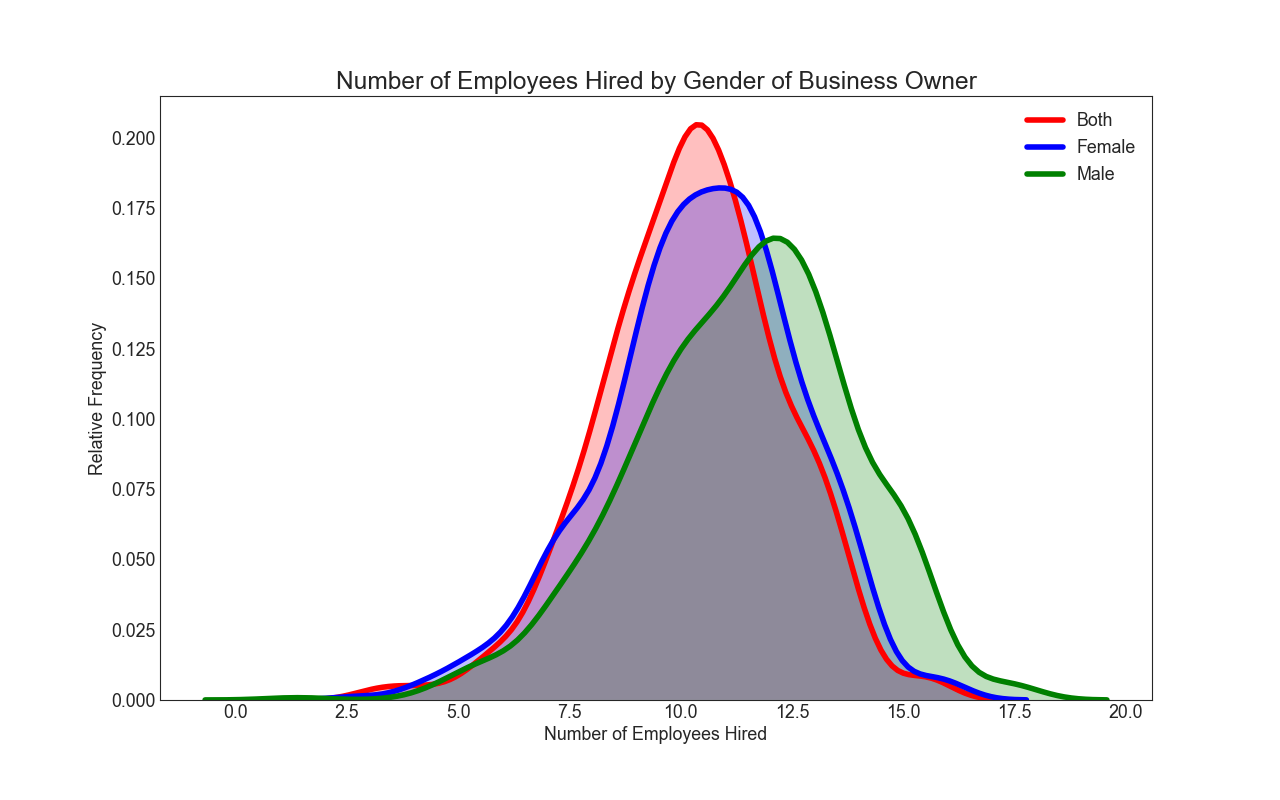 Number of Employees Hired by Gender of Business Owner
Both
Female
Male
0.200
0.175
0.150
0.125
0.100
0.075
0.050
0.025
0.000
Relative Frequency
0.0 2.5 5.0 7.5 10.0 12.5 15.0 17.5 20.0
Number of Employees Hired